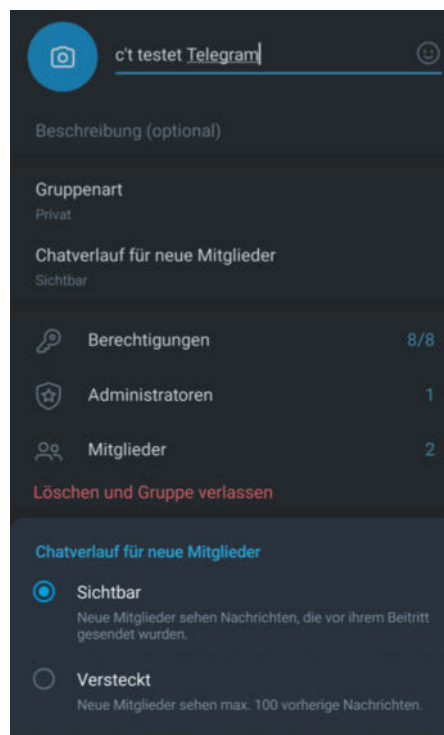 c't testet Telegram
Beschreibung (optional)
Gruppenart
Privat
Chatverlauf für neue Mitglieder
Sichtbar
Berechtigungen 8/8
Administratoren 1
Mitglieder 2
Löschen und Gruppe verlassen
Chatverlauf für neue Mitglieder
Sichtbar
Neue Mitglieder sehen Nachrichten, die vor ihrem Beitritt
gesendet wurden.
Versteckt
Neue Mitglieder sehen max. 100 vorherige Nachrichten.